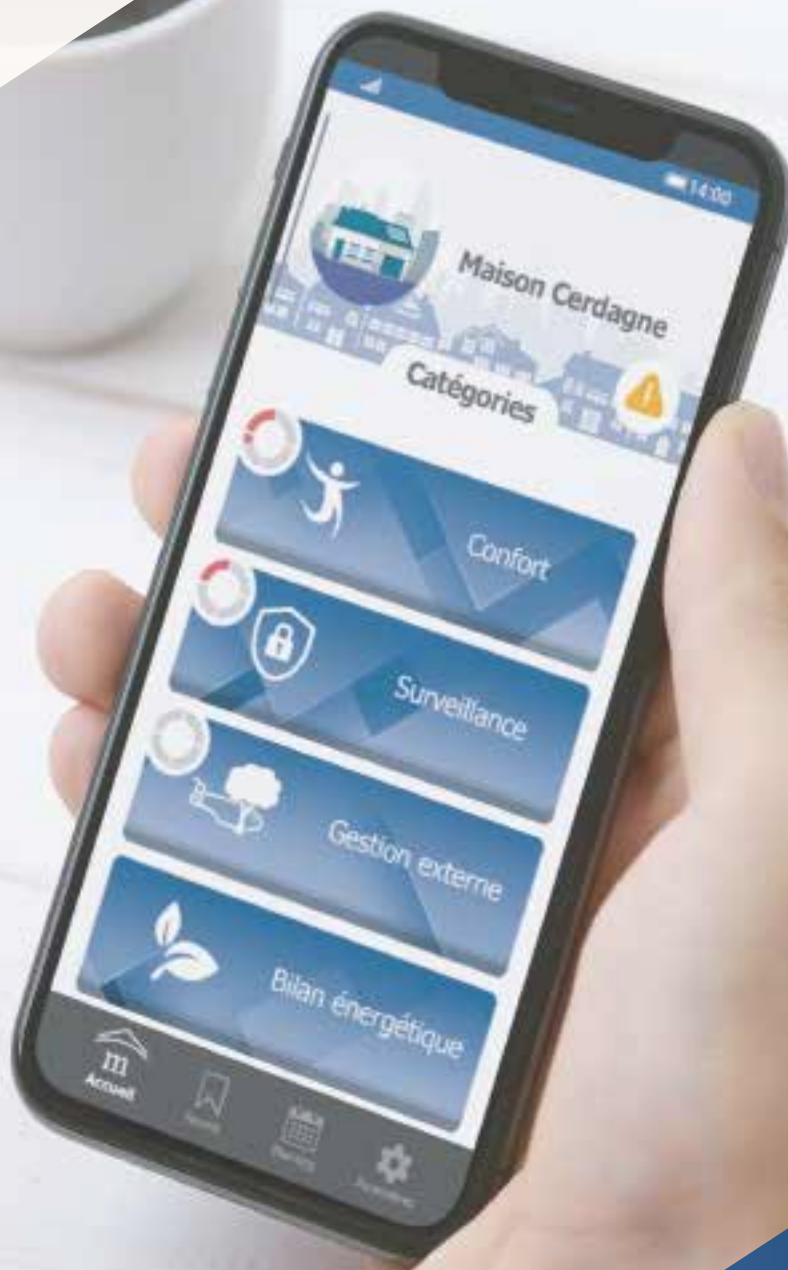 14:00
Maison Cerdagne
Catégories
Confort
Surveillance
Gestion externe
Bilan énergétique
m
Accueil